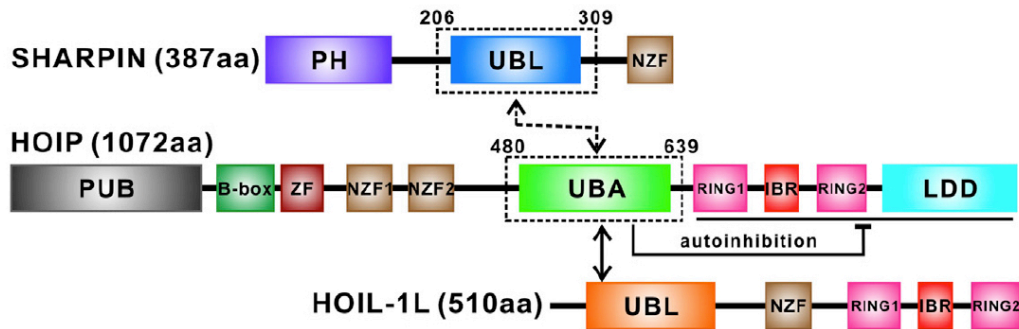 206 309
SHARPIN (387aa) PH UBL NZF
HOIP (1072aa)
480 639
PUB B-box ZF NZF1 NZF2 UBA RING1 IBR RING2 LDD
autoinhibition
HOIL-1L (510aa) UBL NZF RING1 IBR RING2